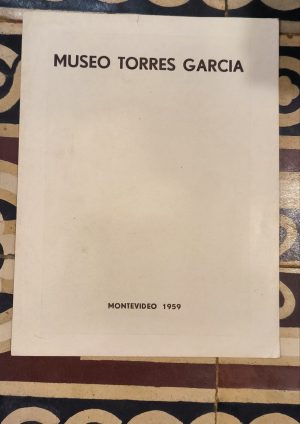 MUSEO TORRES GARCIA
MONTEVIDEO 1959